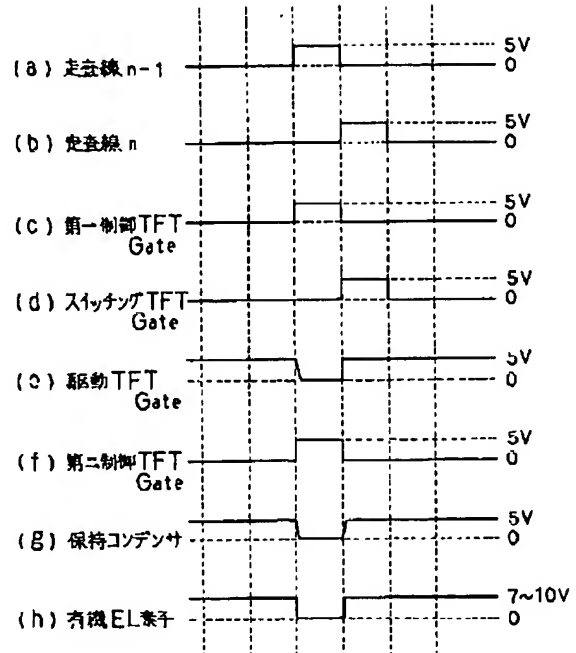 5V
(a) 走査線 n-1 0
5V
(b) 走査線 n 0
5V
(c) 第一制御TFT 0
Gate
5V
(d) スイッチングTFT 0
Gate
5V
(e) 駆動TFT 0
Gate
5V
(f) 第二制御TFT 0
Gate
5V
(g) 保持コンデンサ 0
7~10V
(h) 有機EL素子 0